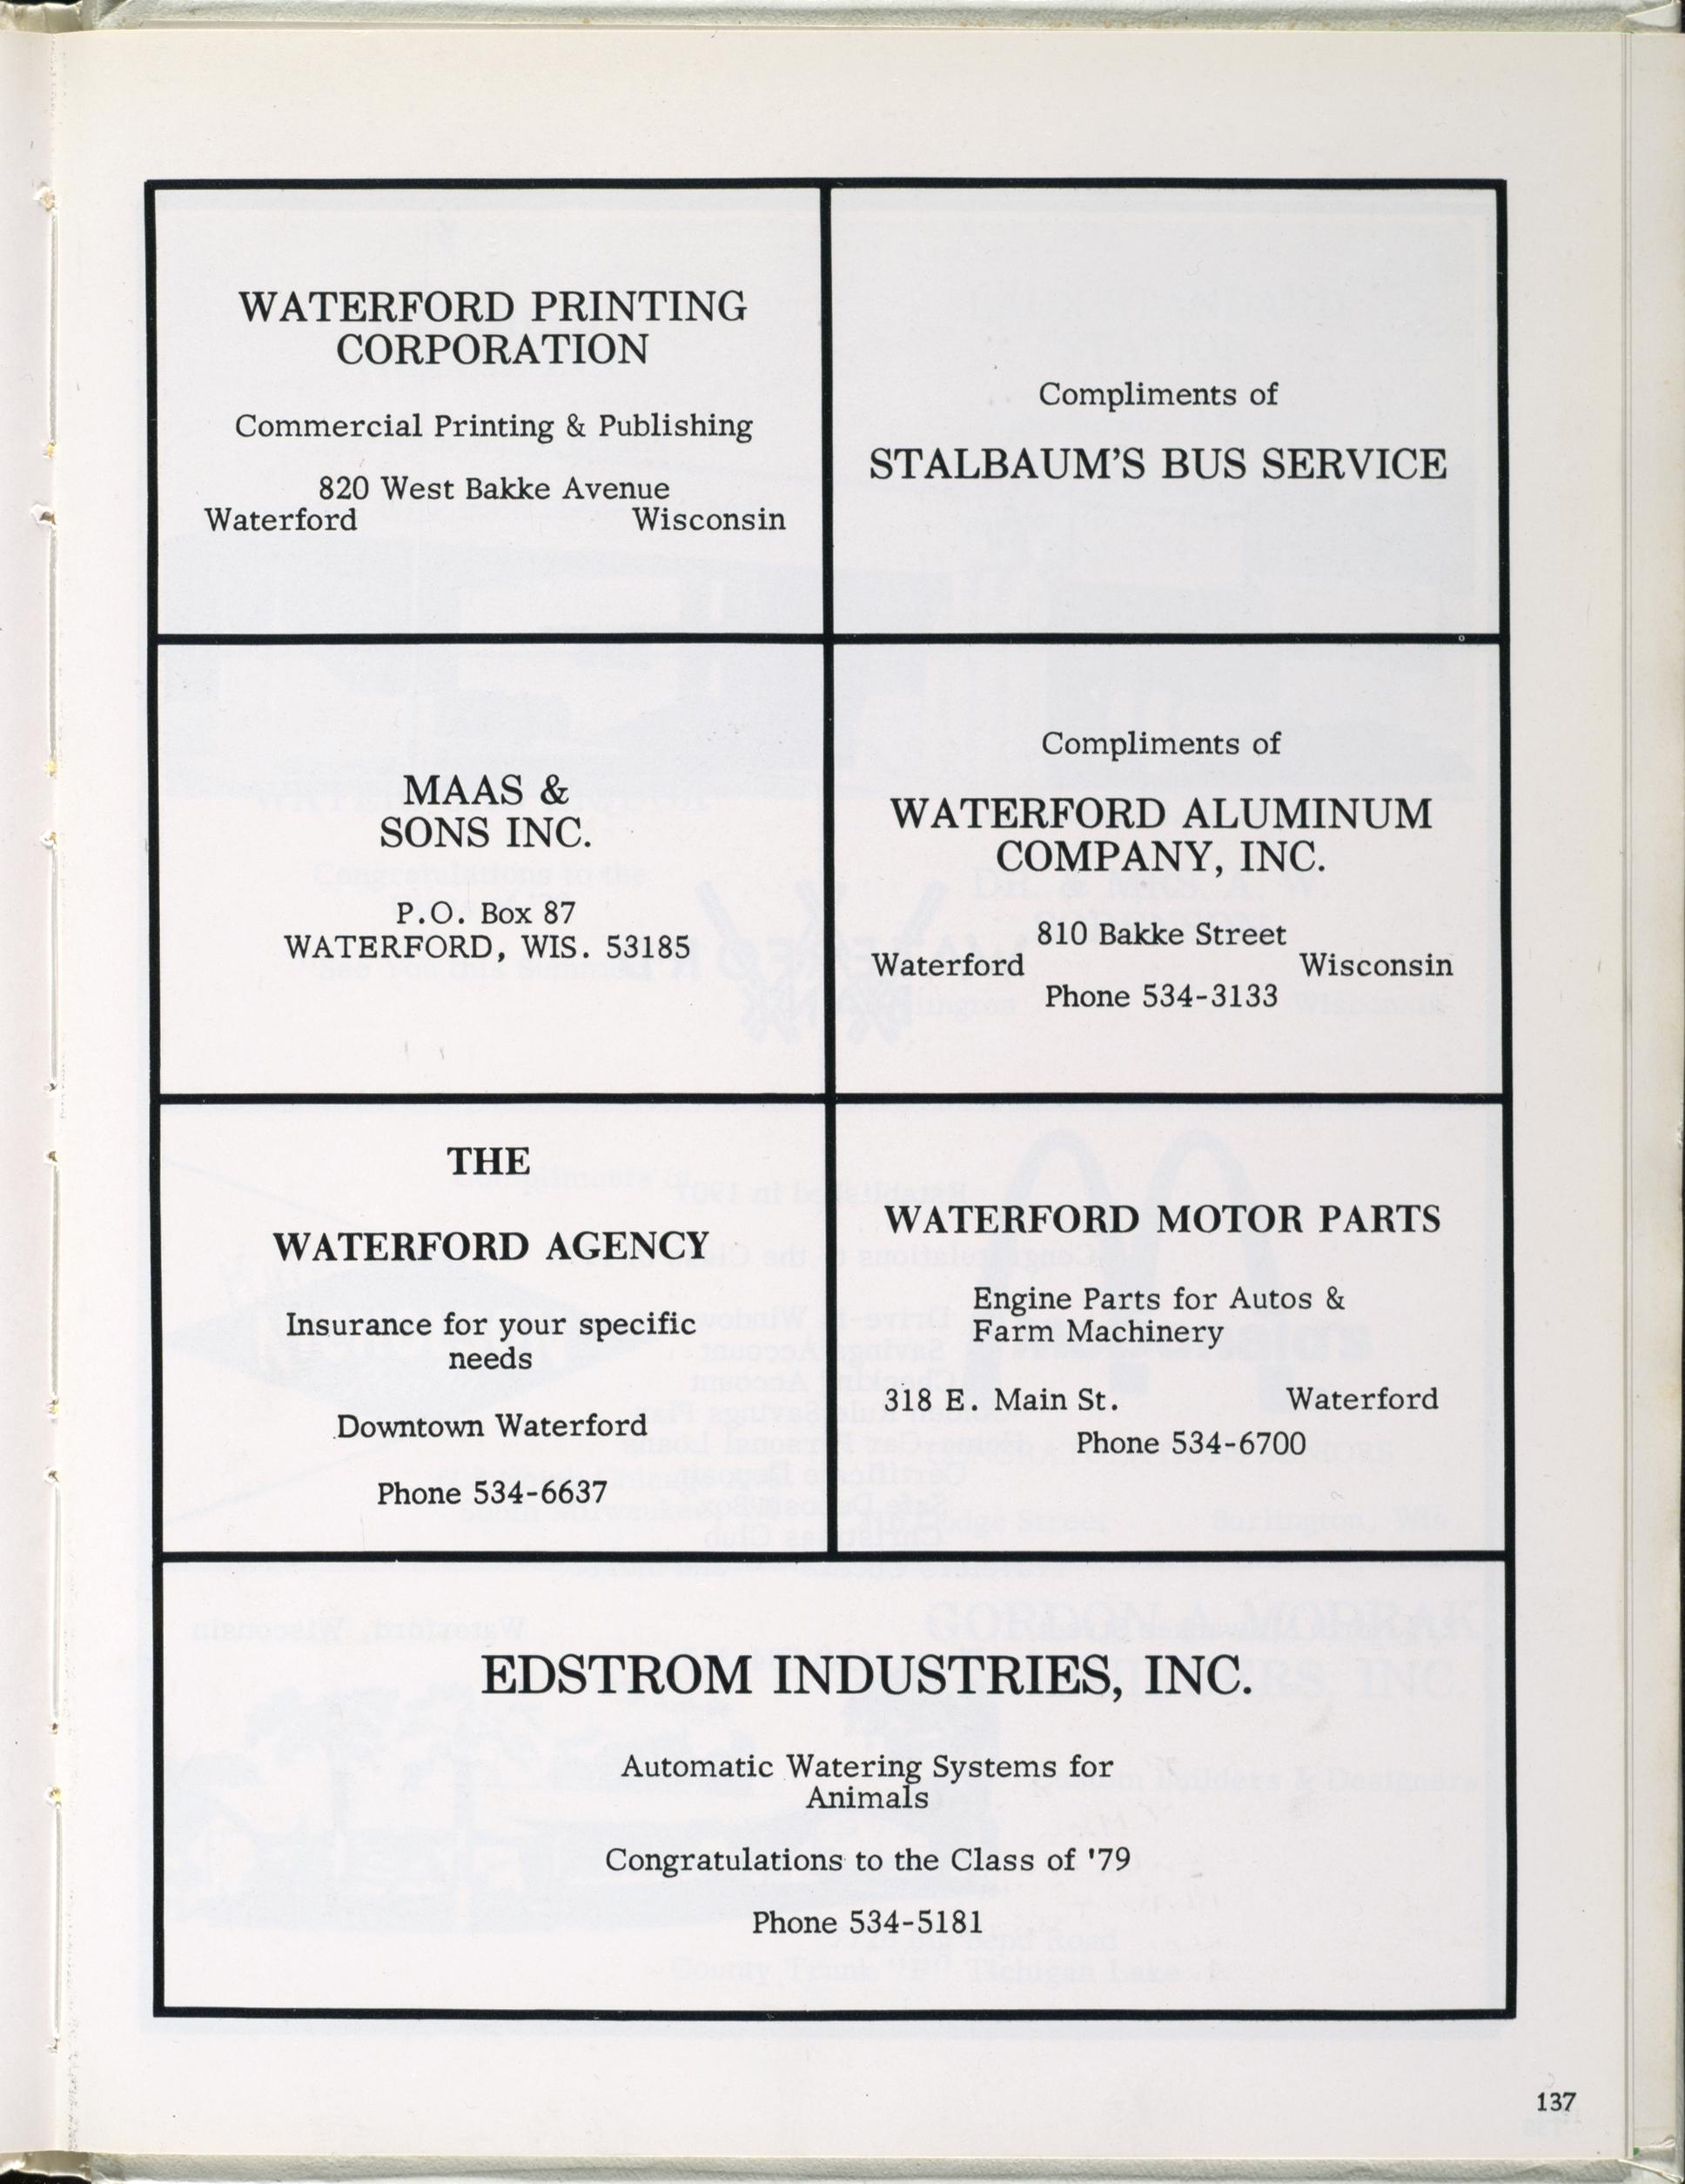 WATERFORD PRINTING
CORPORATION
Commercial Printing & Publishing
820 West Bakke Avenue
Waterford Wisconsin
Compliments of
STALBAUM'S BUS SERVICE
MAAS &
SONS INC.
P.O. Box 87
WATERFORD, WIS. 53185
Compliments of
WATERFORD ALUMINUM
COMPANY, INC.
810 Bakke Street
Waterford Wisconsin
Phone 534-3133
THE
WATERFORD AGENCY
Insurance for your specific
needs
Downtown Waterford
Phone 534-6637
WATERFORD MOTOR PARTS
Engine Parts for Autos &
Farm Machinery
318 E. Main St. Waterford
Phone 534-6700
EDSTROM INDUSTRIES, INC.
Automatic Watering Systems for
Animals
Congratulations to the Class of '79
Phone 534-5181
137